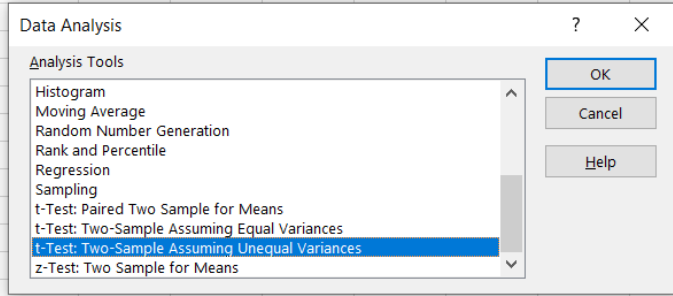 Data Analysis
?
Analysis Tools
Histogram
Moving Average
Random Number Generation
Rank and Percentile
Regression
Sampling
t-Test: Paired Two Sample for Means
t-Test: Two-Sample Assuming Equal Variances
t-Test: Two-Sample Assuming Unequal Variances
z-Test: Two Sample for Means
OK
Cancel
Help